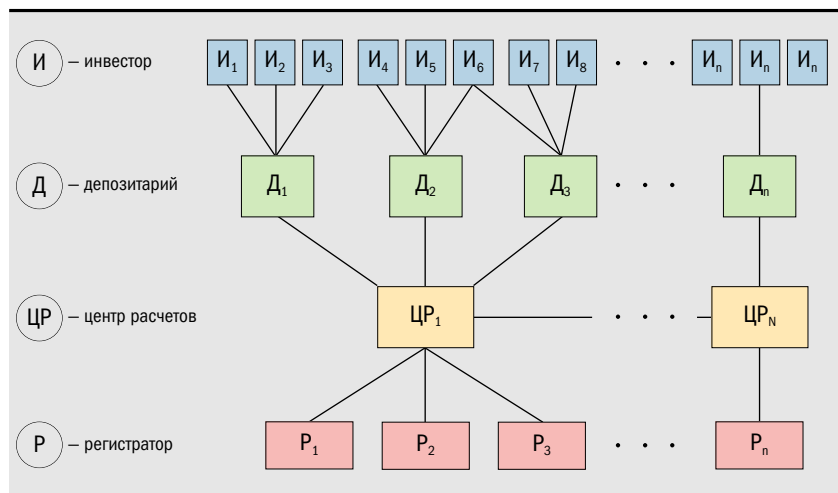 И – инвестор И₁ И₂ И₃ И₄ И₅ И₆ И₇ И₈ · · · Иₙ Иₙ Иₙ
Д – депозитарий Д₁ Д₂ Д₃ · · · Дₙ
ЦР – центр расчетов ЦР₁ · · · ЦР_N
Р – регистратор Р₁ Р₂ Р₃ · · · Рₙ